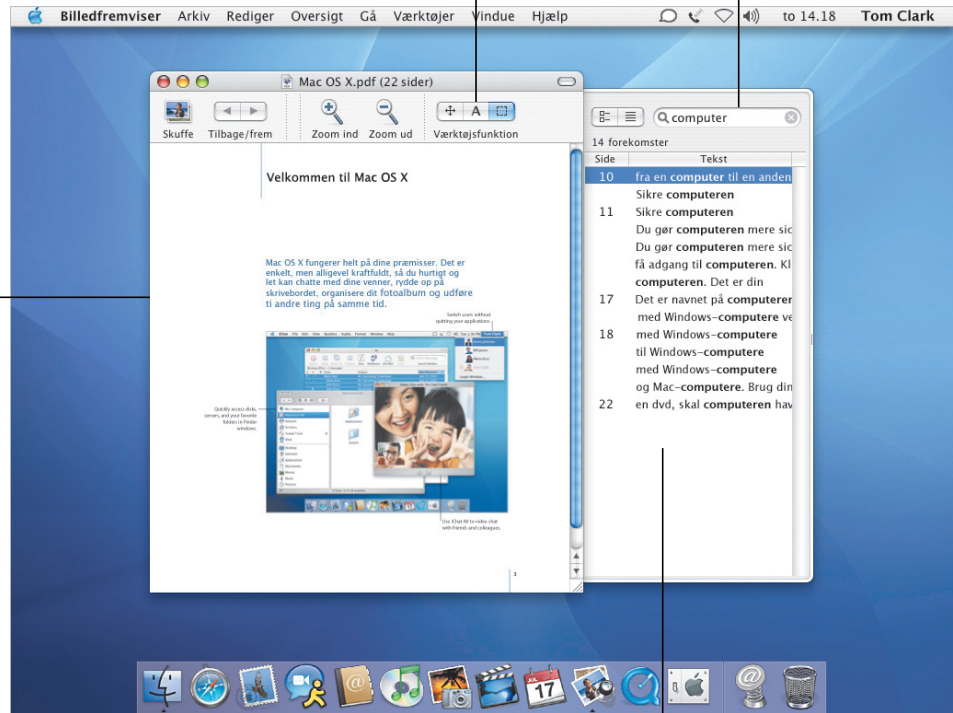 Billedfremviser Arkiv Rediger Oversigt Gå Værktøjer Vindue Hjælp to 14.18 Tom Clark
Mac OS X.pdf (22 sider)
Skuffe Tilbage/frem Zoom ind Zoom ud Værktøjsfunktion
A
Velkommen til Mac OS X
Mac OS X fungerer helt på dine præmisser. Det er
enkelt, men alligevel kraftfuldt, så du hurtigt og
let kan chatte med dine venner, rydde op på
skrivebordet, organisere dit fotoalbum og udføre
ti andre ting på samme tid.
Switch users without
quitting your applications.
Quickly access disks,
servers, and your favorite
folders in Finder
windows.
Use iChat AV to video chat
with friends and colleagues.
computer
14 forekomster
Side Tekst
10 fra en computer til en anden
Sikre computeren
11 Sikre computeren
Du gør computeren mere sic
Du gør computeren mere sic
få adgang til computeren. Kl
computeren. Det er din
17 Det er navnet på computeren
med Windows-computere ve
18 med Windows-computere
til Windows-computere
med Windows-computere
og Mac-computere. Brug din
22 en dvd, skal computeren hav
JUL
17